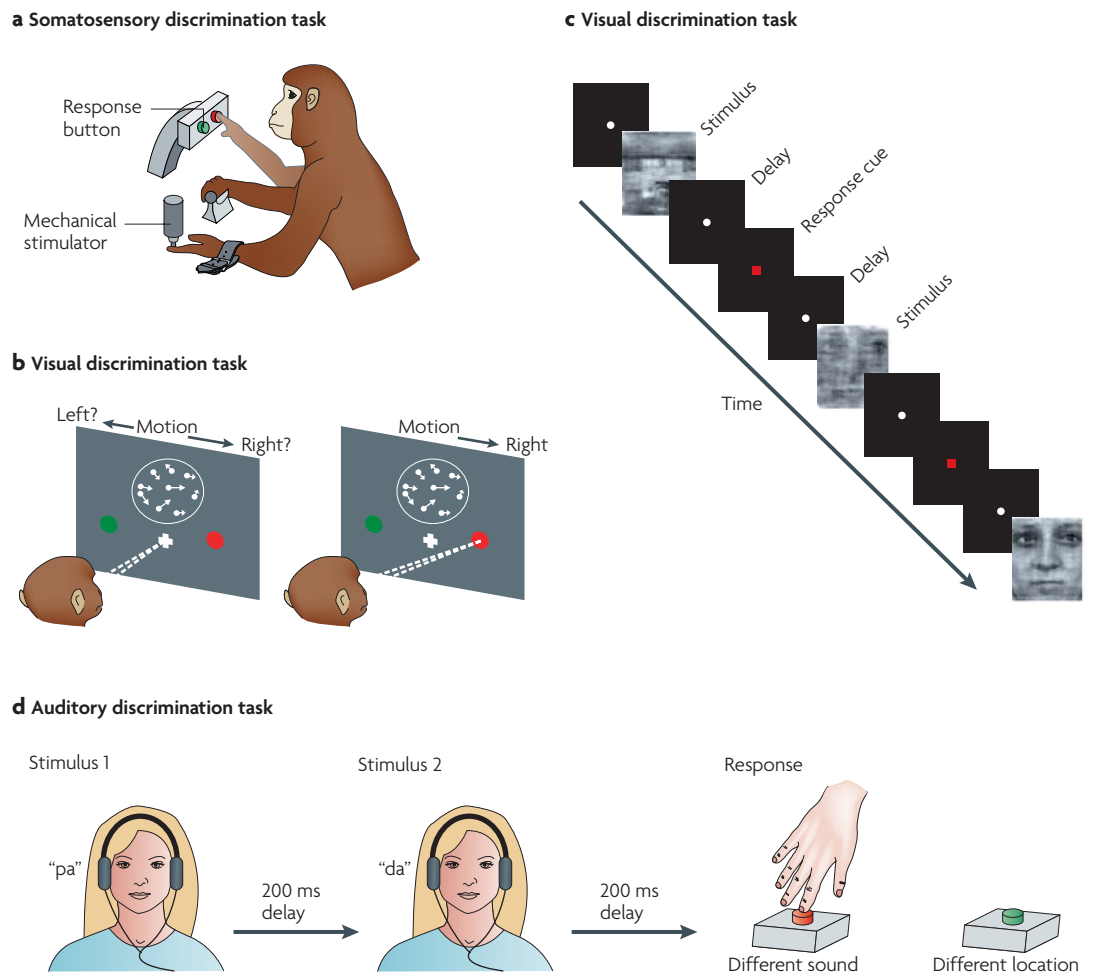 a Somatosensory discrimination task
Response
button
Mechanical
stimulator
b Visual discrimination task
Left?
Motion
Right?
Motion
Right
c Visual discrimination task
Stimulus
Delay
Response cue
Delay
Stimulus
Time
d Auditory discrimination task
Stimulus 1
“pa”
200 ms
delay
Stimulus 2
“da”
200 ms
delay
Response
Different sound
Different location